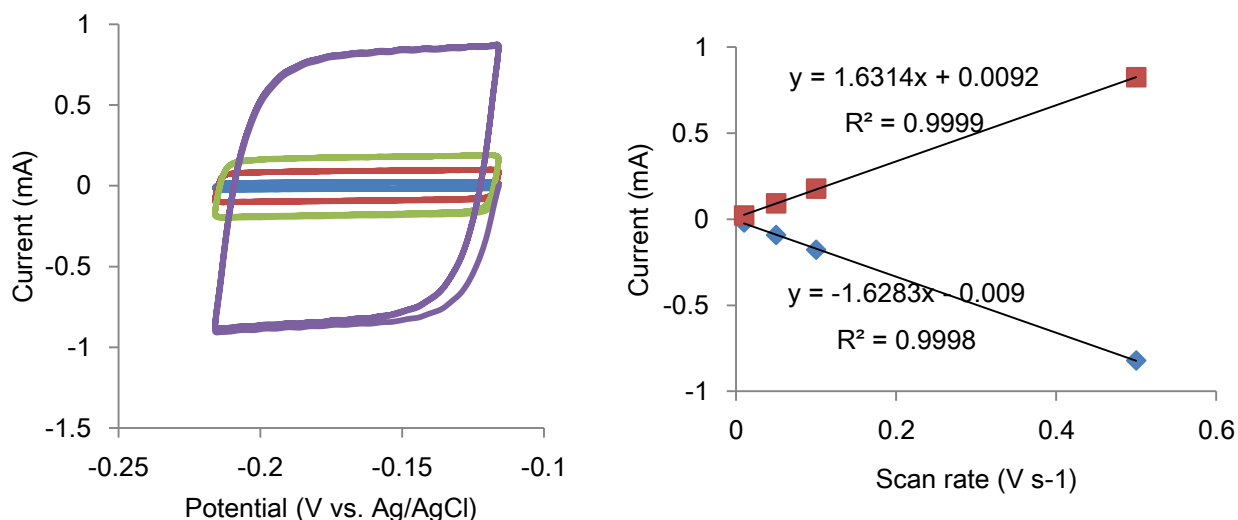 1
0.5
0
-0.5
-1
-1.5
-0.25
-0.2
-0.15
-0.1
Current (mA)
Potential (V vs. Ag/AgCl)
1
0.5
0
-0.5
-1
0
0.2
0.4
0.6
Current (mA)
Scan rate (V s-1)
y = 1.6314x + 0.0092
R² = 0.9999
y = -1.6283x - 0.009
R² = 0.9998